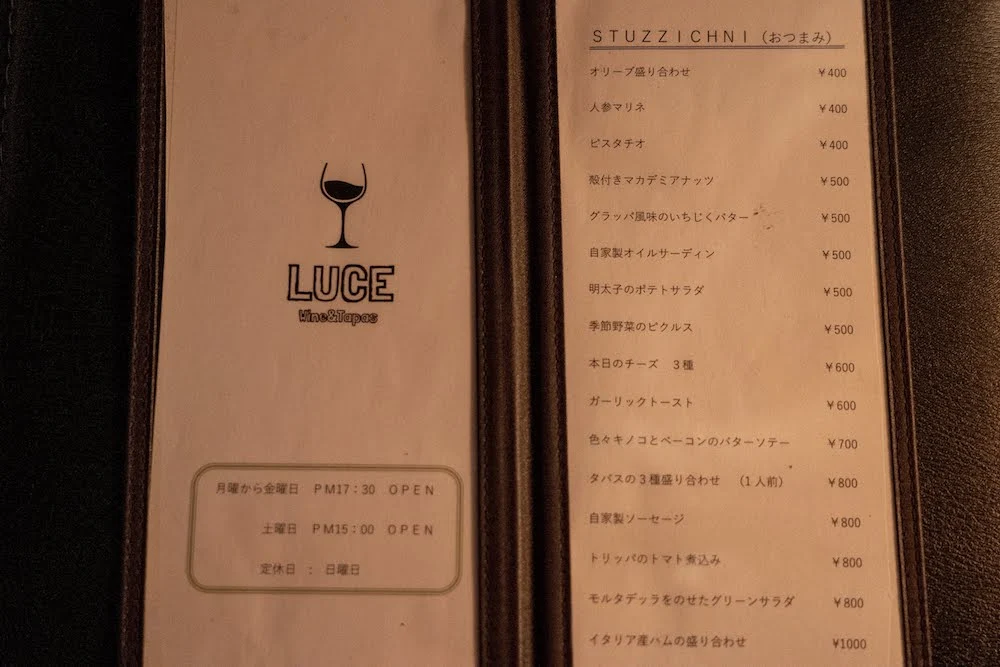 LUCE
Wine&Tapas
月曜から金曜日 PM17：30 OPEN
土曜日 PM15：00 OPEN
定休日 ： 日曜日
STUZZICHNI（おつまみ）
オリーブ盛り合わせ ￥400
人参マリネ ￥400
ピスタチオ ￥400
殻付きマカデミアナッツ ￥500
グラッパ風味のいちじくバター ￥500
自家製オイルサーディン ￥500
明太子のポテトサラダ ￥500
季節野菜のピクルス ￥500
本日のチーズ ３種 ￥600
ガーリックトースト ￥600
色々キノコとベーコンのバターソテー ￥700
タパスの３種盛り合わせ （1 人前） ￥800
自家製ソーセージ ￥800
トリッパのトマト煮込み ￥800
モルタデッラをのせたグリーンサラダ ￥800
イタリア産ハムの盛り合わせ ¥1000